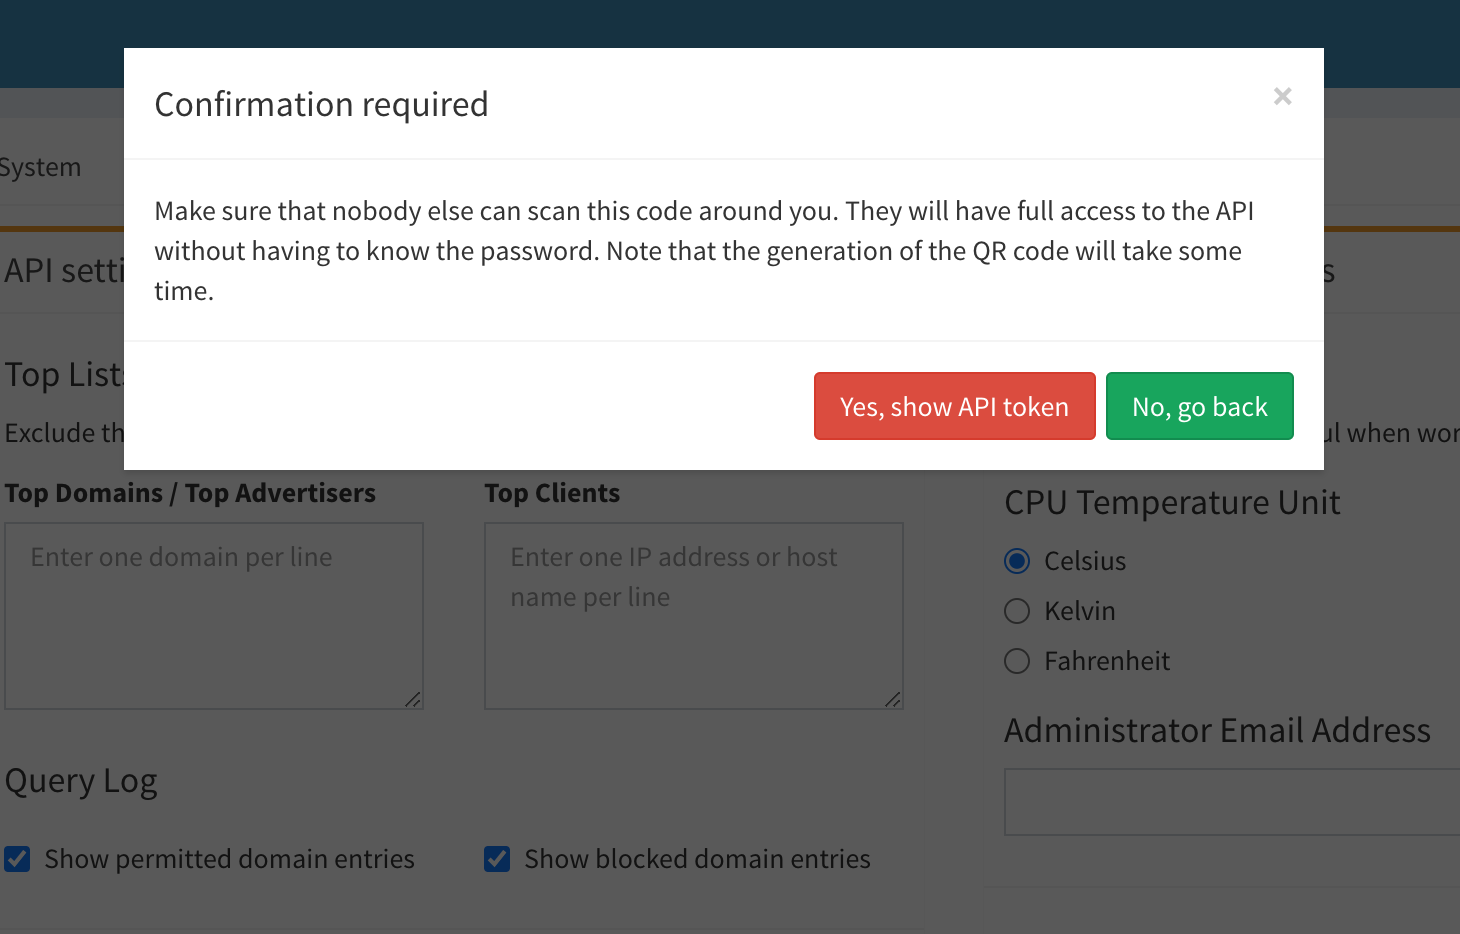 Confirmation required
×
Make sure that nobody else can scan this code around you. They will have full access to the API
without having to know the password. Note that the generation of the QR code will take some
time.
Yes, show API token
No, go back
System
API setti
s
Top Lists
Exclude th
ul when wor
Top Domains / Top Advertisers
Top Clients
Enter one domain per line
Enter one IP address or host
name per line
CPU Temperature Unit
Celsius
Kelvin
Fahrenheit
Administrator Email Address
Query Log
Show permitted domain entries
Show blocked domain entries